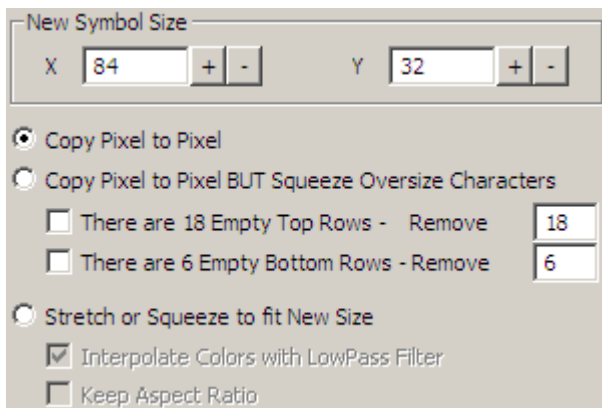 New Symbol Size
X 84 + - Y 32 + -
Copy Pixel to Pixel
Copy Pixel to Pixel BUT Squeeze Oversize Characters
There are 18 Empty Top Rows - Remove 18
There are 6 Empty Bottom Rows - Remove 6
Stretch or Squeeze to fit New Size
Interpolate Colors with LowPass Filter
Keep Aspect Ratio